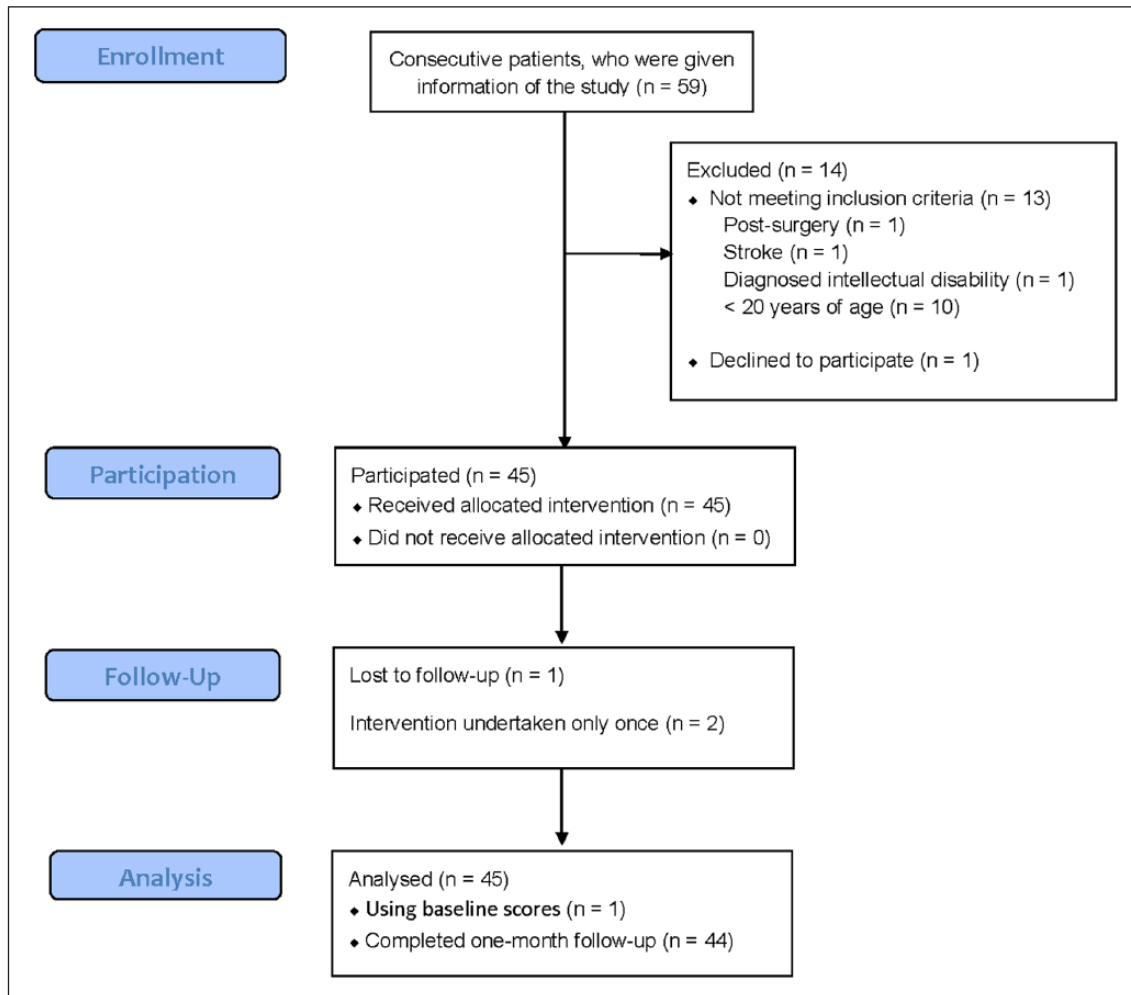 Enrollment
Consecutive patients, who were given
information of the study (n = 59)
Excluded (n = 14)
⬥ Not meeting inclusion criteria (n = 13)
Post-surgery (n = 1)
Stroke (n = 1)
Diagnosed intellectual disability (n = 1)
< 20 years of age (n = 10)
⬥ Declined to participate (n = 1)
Participation
Participated (n = 45)
⬥ Received allocated intervention (n = 45)
⬥ Did not receive allocated intervention (n = 0)
Follow-Up
Lost to follow-up (n = 1)
Intervention undertaken only once (n = 2)
Analysis
Analysed (n = 45)
⬥ Using baseline scores (n = 1)
⬥ Completed one-month follow-up (n = 44)